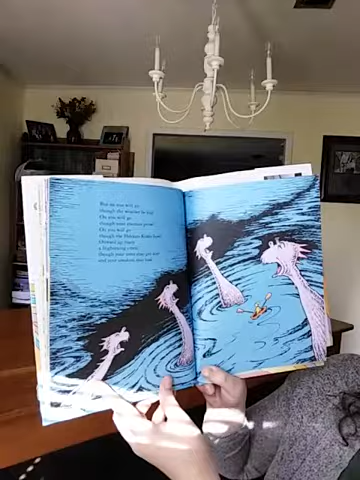 But on you will go
though the weather be foul.
On you will go
though your enemies prowl.
On you will go
though the Hakken-Kraks howl.
Onward up many
a frightening creek,
though your arms may get sore
and your sneakers may leak.